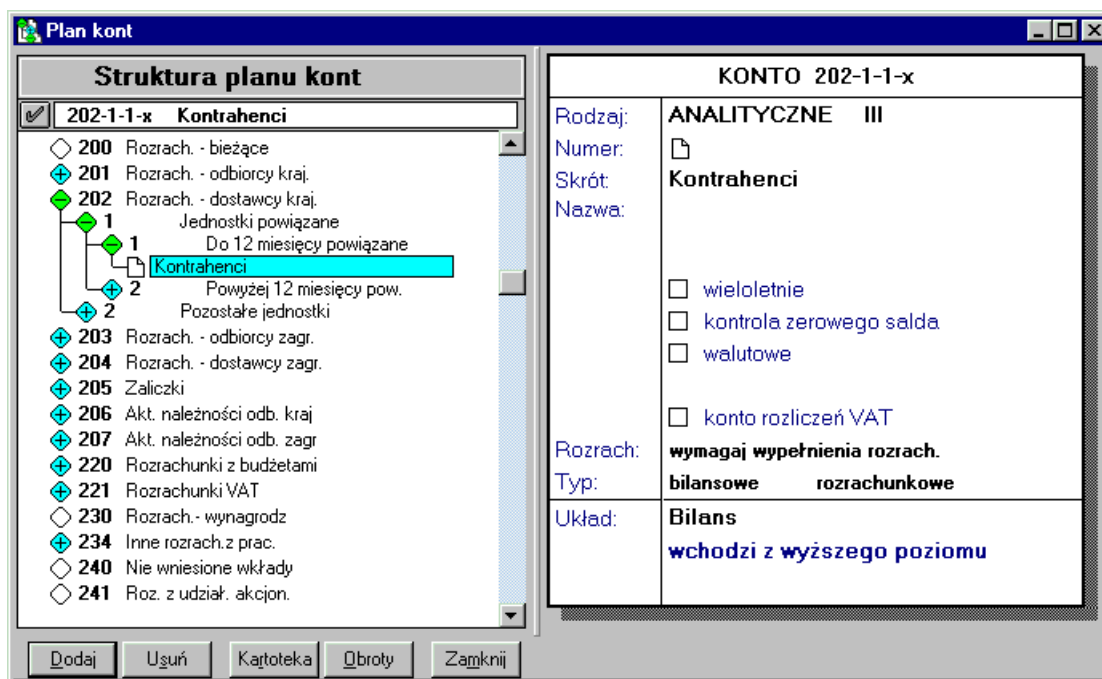 Plan kont
Struktura planu kont
202-1-1-x Kontrahenci
200 Rozrach. - bieżące
201 Rozrach. - odbiorcy kraj.
202 Rozrach. - dostawcy kraj.
1 Jednostki powiązane
1 Do 12 miesięcy powiązane
Kontrahenci
2 Powyżej 12 miesięcy pow.
2 Pozostałe jednostki
203 Rozrach. - odbiorcy zagr.
204 Rozrach. - dostawcy zagr.
205 Zaliczki
206 Akt. należności odb. kraj
207 Akt. należności odb. zagr
220 Rozrachunki z budżetami
221 Rozrachunki VAT
230 Rozrach.- wynagrodz
234 Inne rozrach.z prac.
240 Nie wniesione wkłady
241 Roz. z udział. akcjon.
Dodaj Usuń Kartoteka Obroty Zamknij
KONTO 202-1-1-x
Rodzaj: ANALITYCZNE III
Numer:
Skrót: Kontrahenci
Nazwa:
wieloletnie
kontrola zerowego salda
walutowe
konto rozliczeń VAT
Rozrach: wymagaj wypełnienia rozrach.
Typ: bilansowe rozrachunkowe
Układ: Bilans
wchodzi z wyższego poziomu